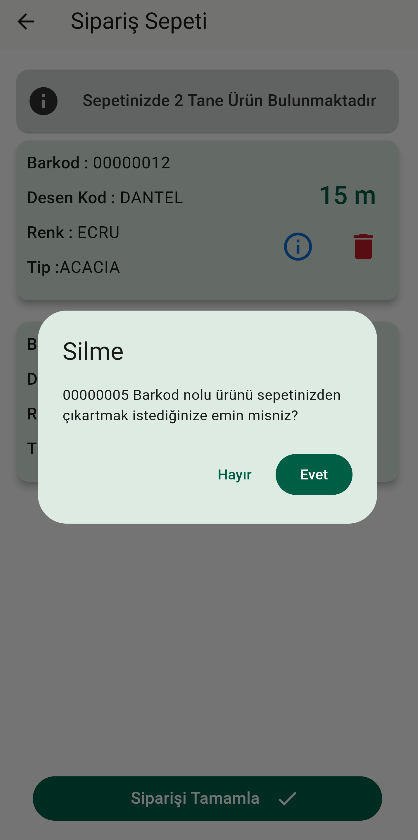 Sipariş Sepeti
Sepetinizde 2 Tane Ürün Bulunmaktadır
Barkod : 00000012
Desen Kod : DANTEL
15 m
Renk : ECRU
Tip :ACACIA
Silme
00000005 Barkod nolu ürünü sepetinizden
çıkartmak istediğinize emin misniz?
Hayır
Evet
Siparişi Tamamla